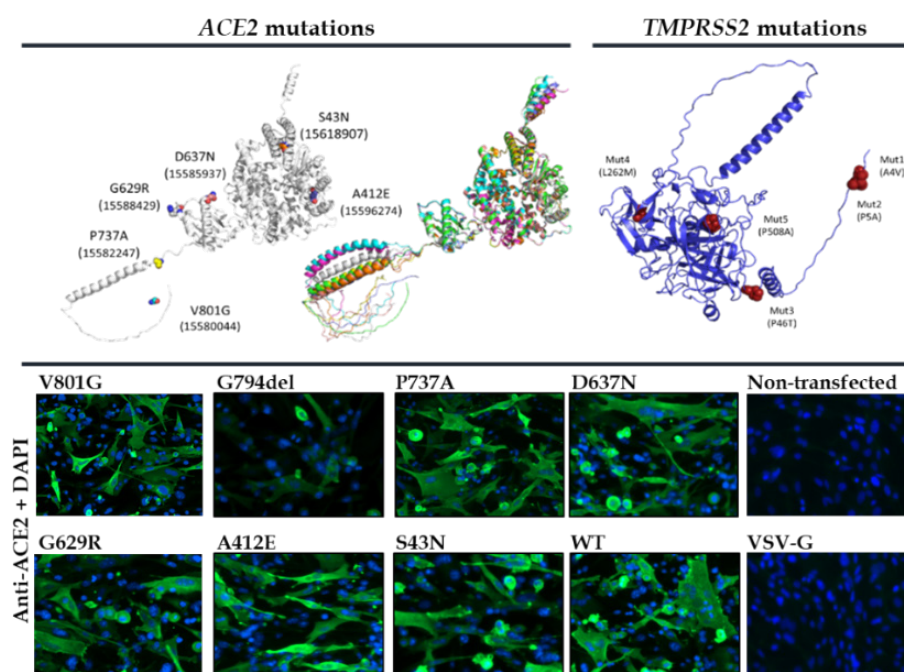 ACE2 mutations
TMPRSS2 mutations
S43N
(15618907)
D637N
(15585937)
G629R
(15588429)
A412E
(15596274)
P737A
(15582247)
V801G
(15580044)
Mut4
(L262M)
Mut1
(A4V)
Mut2
(P5A)
Mut5
(P508A)
Mut3
(P46T)
Anti-ACE2 + DAPI
V801G
G794del
P737A
D637N
Non-transfected
G629R
A412E
S43N
WT
VSV-G